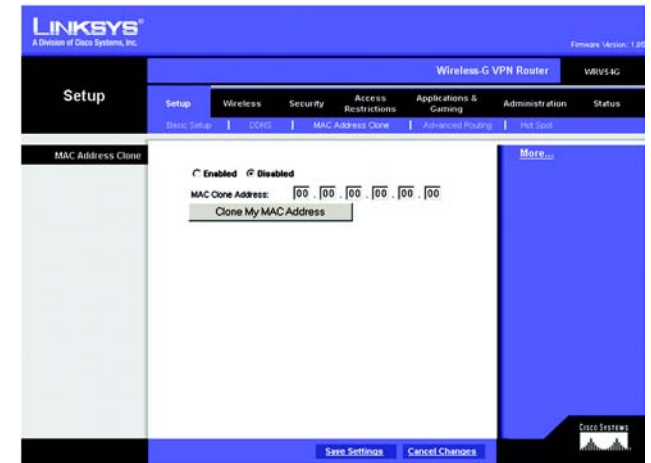 LINKSYS®
A Division of Cisco Systems, Inc.
Firmware Version: 1.05
Wireless-G VPN Router WRV54G
Setup
Setup Wireless Security Access Restrictions Applications & Gaming Administration Status
Basic Setup | DDNS | MAC Address Clone | Advanced Routing | Hot Spot
MAC Address Clone
More...
Enabled Disabled
MAC Clone Address: 00 . 00 . 00 . 00 . 00 . 00
Clone My MAC Address
CISCO SYSTEMS
Save Settings Cancel Changes